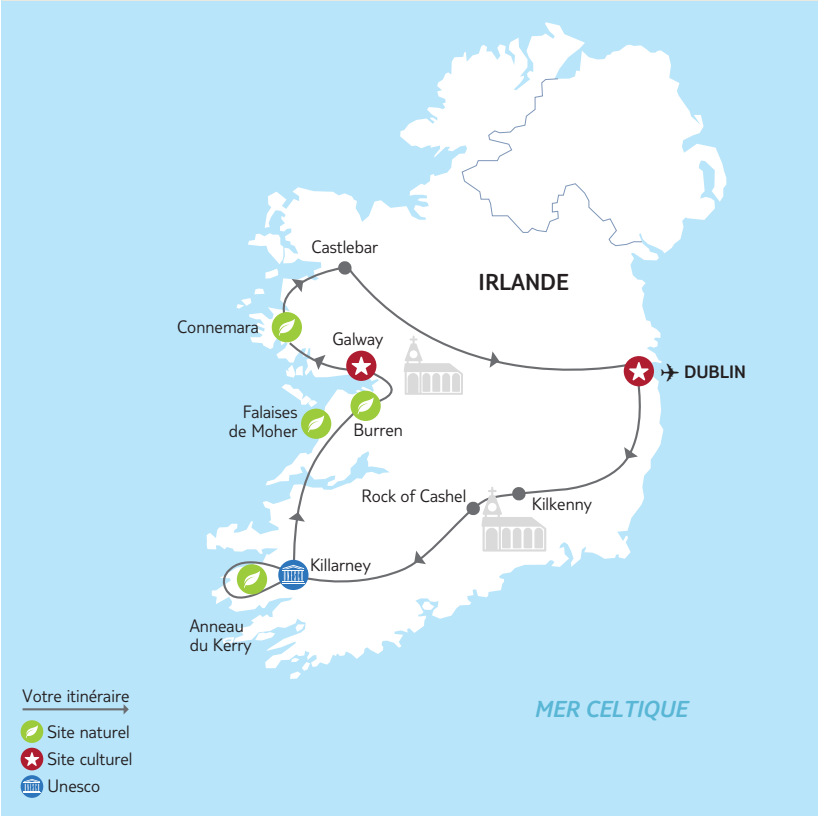 Castlebar
IRLANDE
Connemara
Galway
DUBLIN
Falaises
de Moher
Burren
Rock of Cashel
Kilkenny
Killarney
Anneau
du Kerry
Votre itinéraire
Site naturel
Site culturel
Unesco
MER CELTIQUE